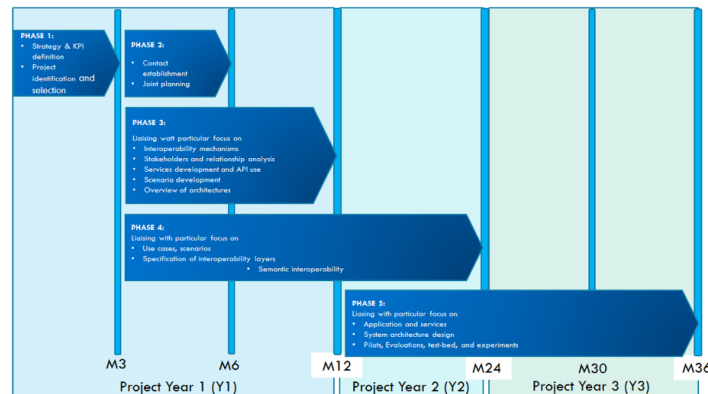 PHASE 1:
• Strategy & KPI
definition
• Project
identification and
selection
PHASE 2:
• Contact
establishment
• Joint planning
PHASE 3:
Liaising watt particular focus on
• Interoperability mechanisms
• Stakeholders and relationship analysis
• Services development and API use
• Scenario development
• Overview of architectures
PHASE 4:
Liaising with particular focus on
• Use cases, scenarios
• Specification of interoperability layers
• Semantic interoperability
PHASE 5:
Liasing with particular focus on
• Application and services
• System architecture design
• Pilots, Evaluations, test-bed, and experiments
M3
M6
M12
M24
M30
M36
Project Year 1 (Y1)
Project Year 2 (Y2)
Project Year 3 (Y3)